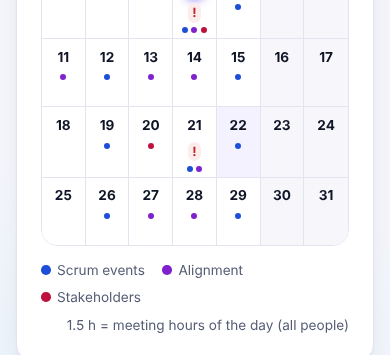 !
11 12 13 14 15 16 17
18 19 20 21 22 23 24
!
25 26 27 28 29 30 31
Scrum events Alignment
Stakeholders
1.5 h = meeting hours of the day (all people)